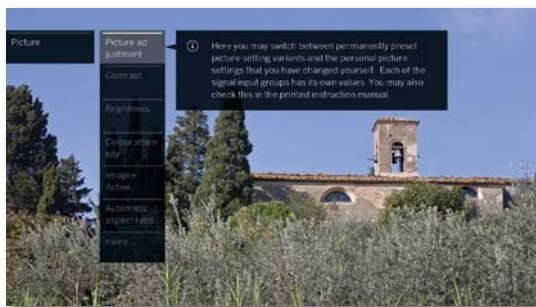 Picture
Picture ad
justment
Here you may switch between permanently preset
picture setting variants and the personal picture
settings that you have changed yourself. Each of the
signal input groups has its own values. You may also
check this in the printed instruction manual.
Contrast
Brightness
Colour inten-
sity
Image+
Active
Automatic
aspect ratio
more